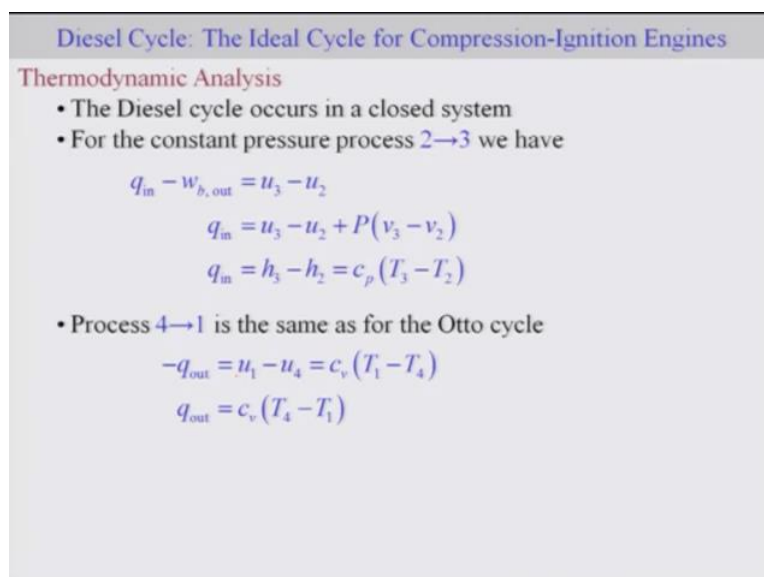 Diesel Cycle: The Ideal Cycle for Compression-Ignition Engines
Thermodynamic Analysis
• The Diesel cycle occurs in a closed system
• For the constant pressure process 2→3 we have
q_in − w_b, out = u_3 − u_2
q_in = u_3 − u_2 + P(v_3 − v_2)
q_in = h_3 − h_2 = c_p (T_3 − T_2)
• Process 4→1 is the same as for the Otto cycle
−q_out = u_1 − u_4 = c_v (T_1 − T_4)
q_out = c_v (T_4 − T_1)